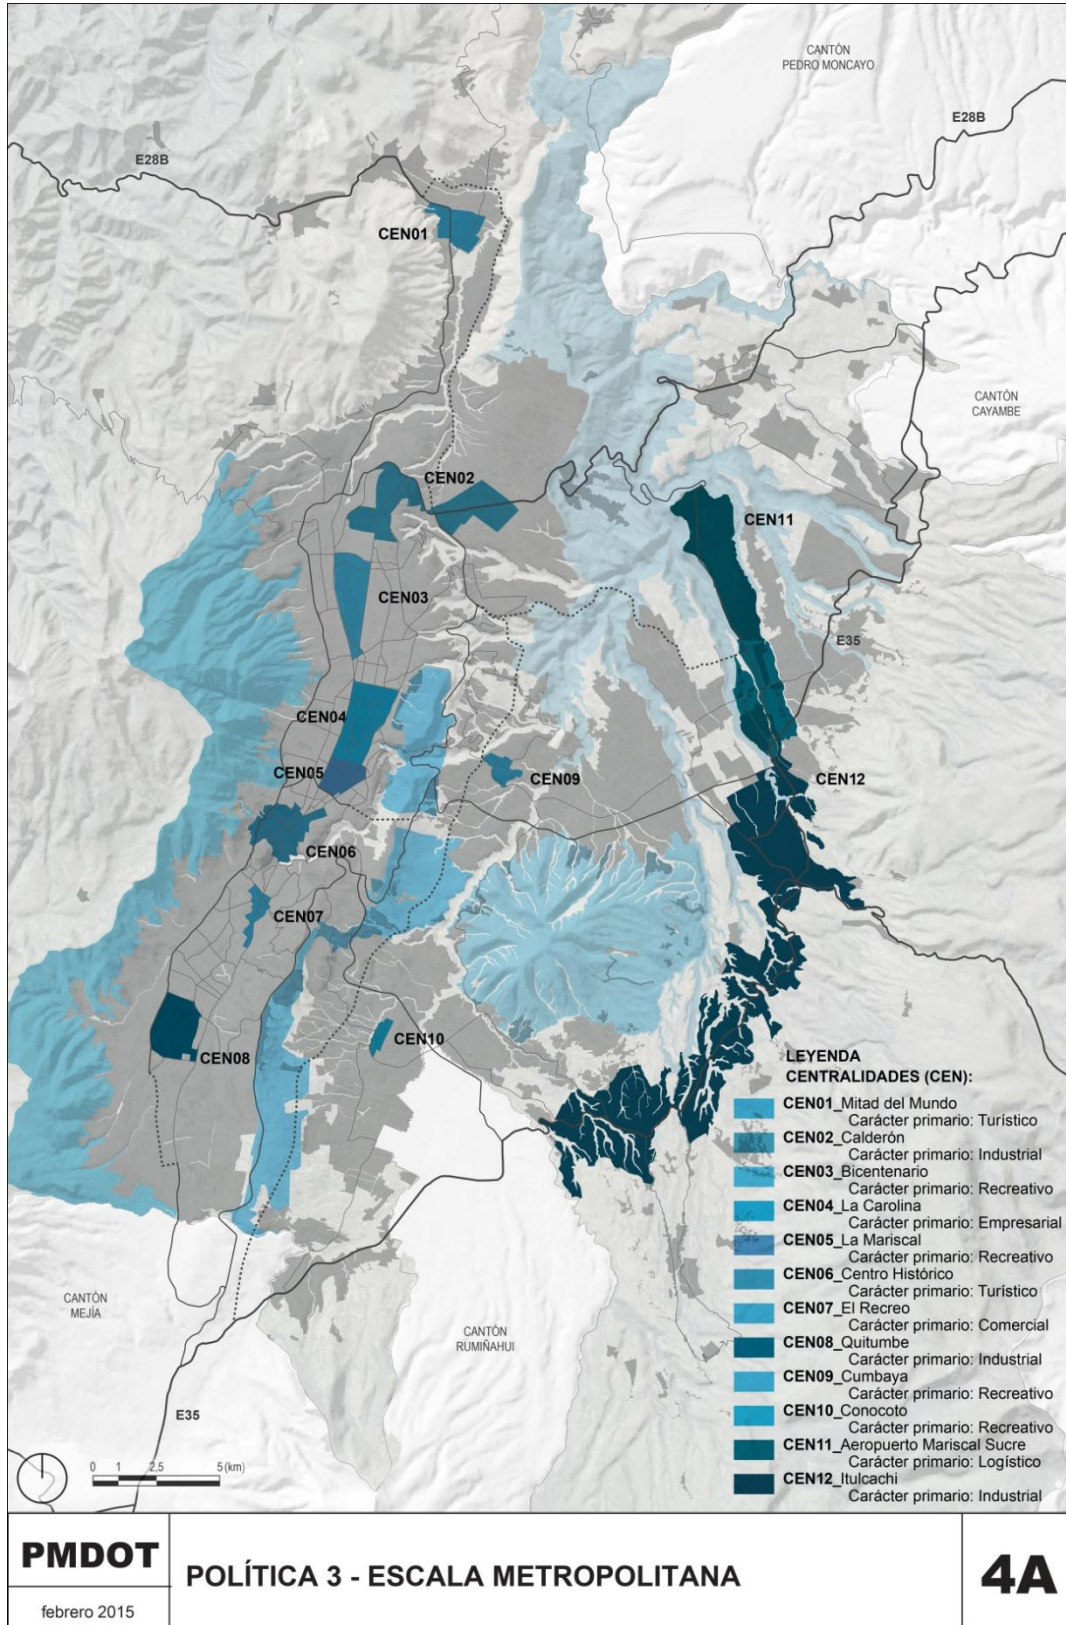 CANTÓN
PEDRO MONCAYO
E28B
E28B
CEN01
CANTÓN
CAYAMBE
CEN02
CEN11
CEN03
E35
CEN04
CEN05
CEN09
CEN12
CEN06
CEN07
CEN08
CEN10
LEYENDA
CENTRALIDADES (CEN):
CEN01_Mitad del Mundo
Carácter primario: Turístico
CEN02_Calderón
Carácter primario: Industrial
CEN03_Bicentenario
Carácter primario: Recreativo
CEN04_La Carolina
Carácter primario: Empresarial
CEN05_La Mariscal
Carácter primario: Recreativo
CEN06_Centro Histórico
Carácter primario: Turístico
CEN07_El Recreo
Carácter primario: Comercial
CEN08_Quitumbe
Carácter primario: Industrial
CEN09_Cumbaya
Carácter primario: Recreativo
CEN10_Conocoto
Carácter primario: Recreativo
CEN11_Aeropuerto Mariscal Sucre
Carácter primario: Logístico
CEN12_Itulcachi
Carácter primario: Industrial
CANTÓN
MEJÍA
CANTÓN
RUMIÑAHUI
E35
0 1 2,5 5 (km)
PMDOT
febrero 2015
POLÍTICA 3 - ESCALA METROPOLITANA
4A